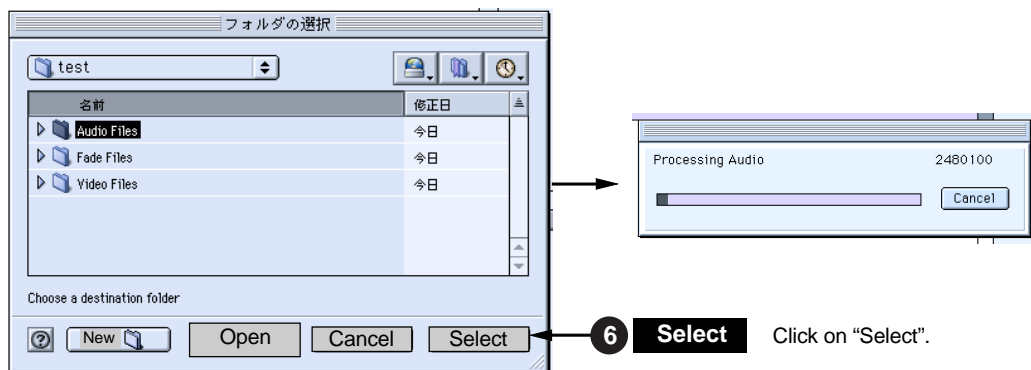 フォルダの選択
test
名前 修正日
Audio Files 今日
Fade Files 今日
Video Files 今日
Choose a destination folder
? New Open Cancel Select
Processing Audio 2480100
Cancel
6 Select Click on “Select”.